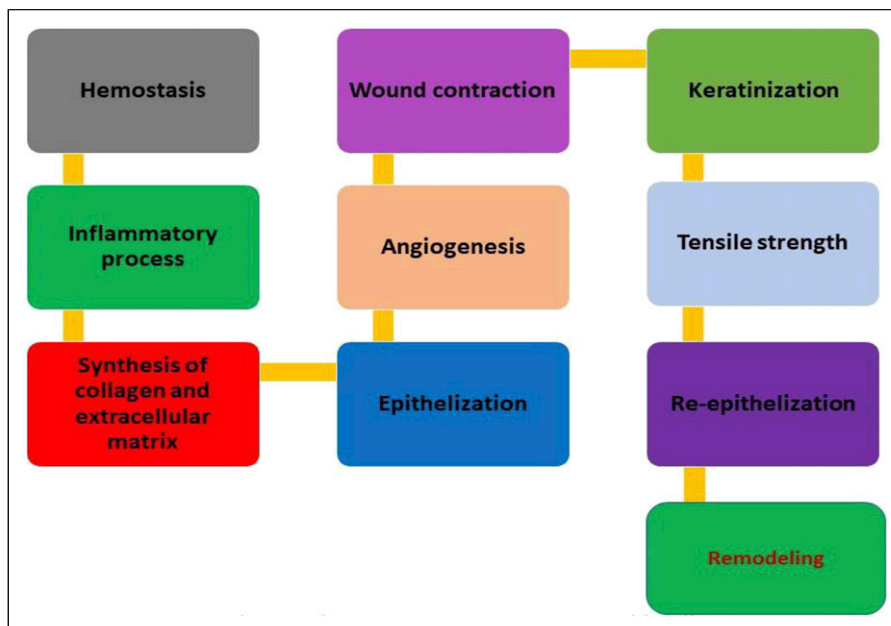 Hemostasis
Inflammatory
process
Synthesis of
collagen and
extracellular
matrix
Epithelization
Angiogenesis
Wound contraction
Keratinization
Tensile strength
Re-epithelization
Remodeling